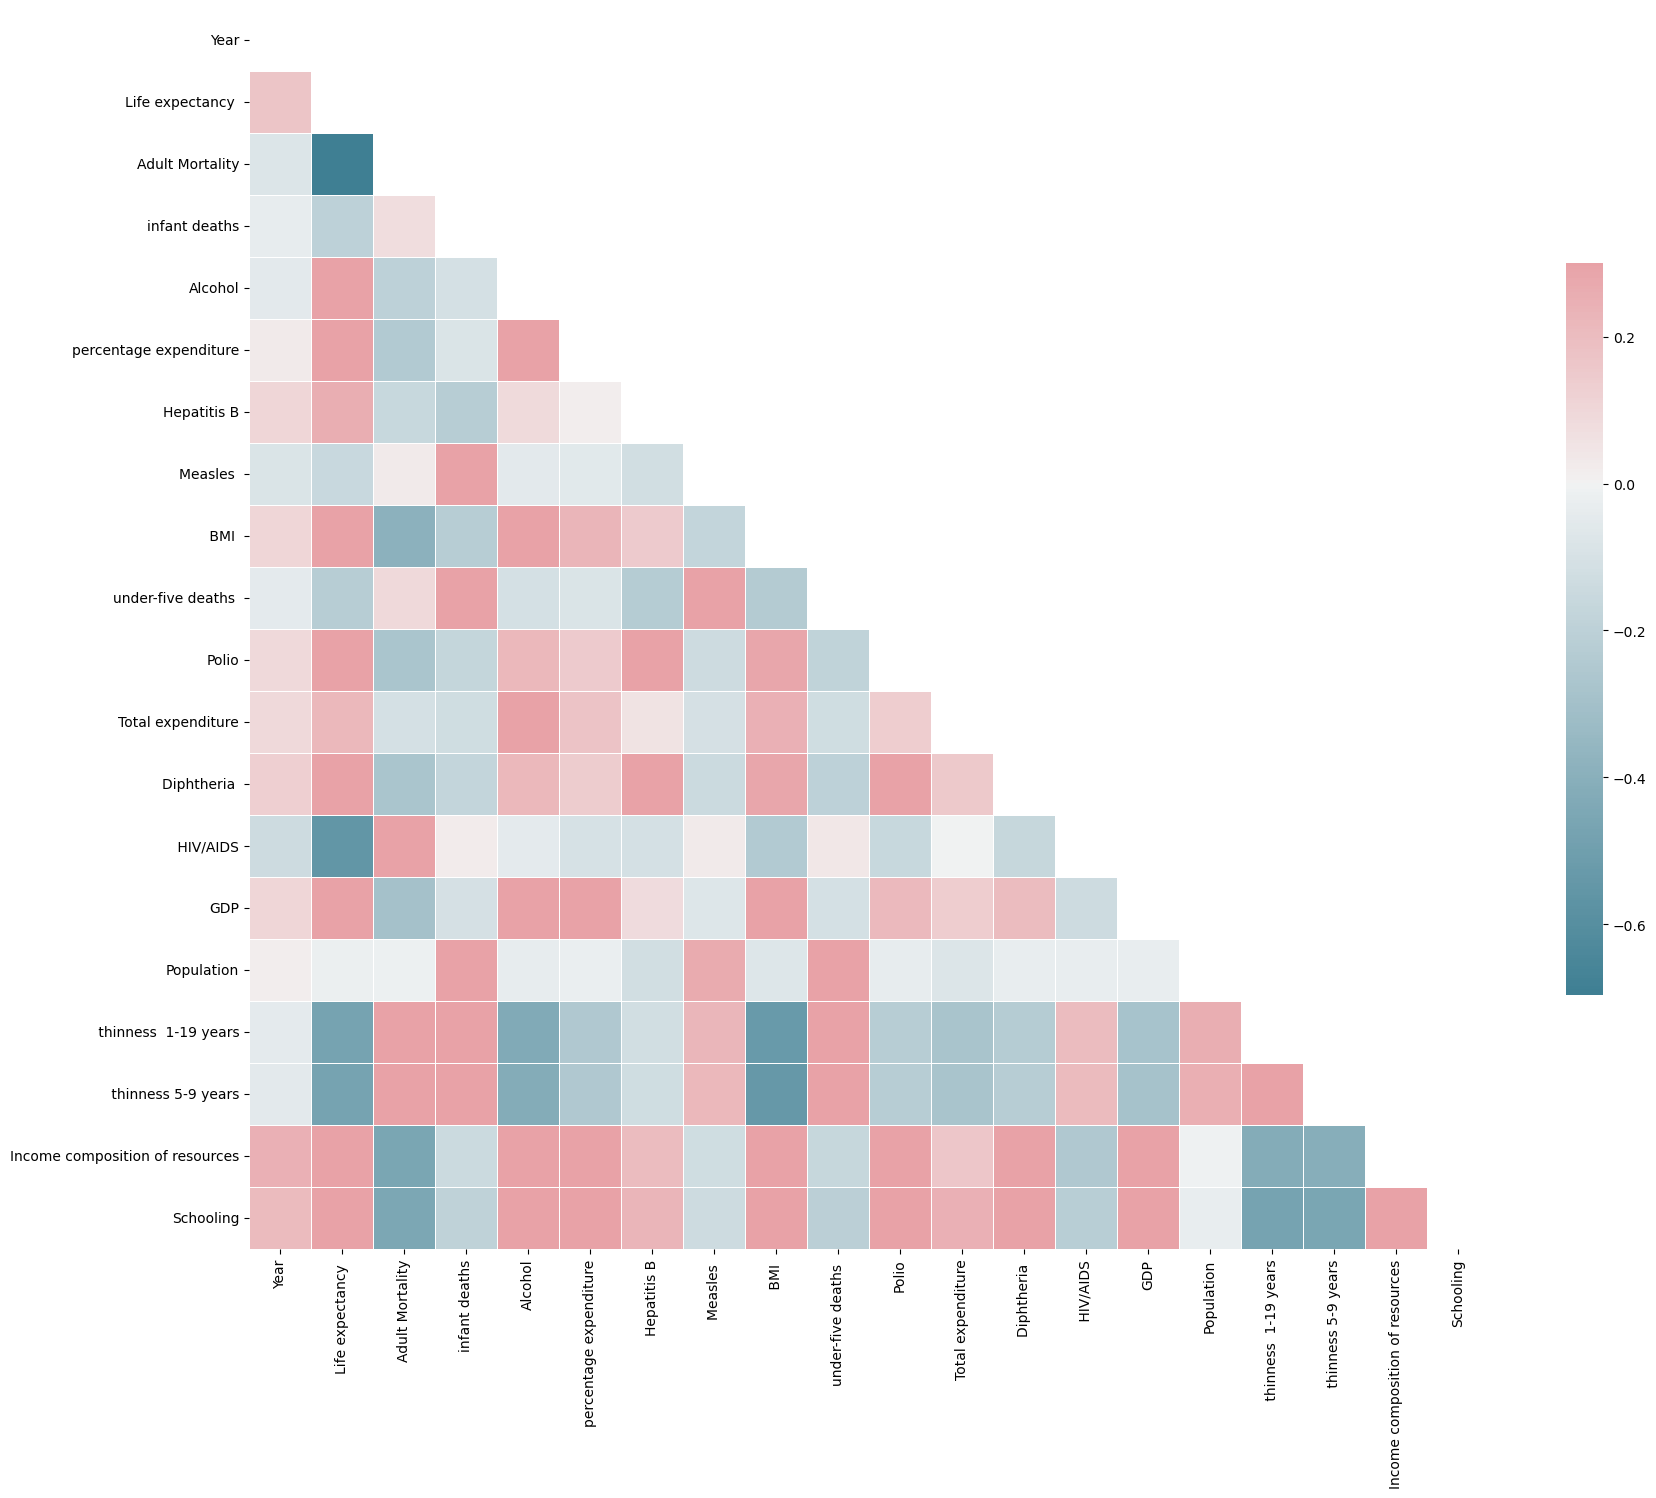 Year
Life expectancy
Adult Mortality
infant deaths
Alcohol
percentage expenditure
Hepatitis B
Measles
BMI
under-five deaths
Polio
Total expenditure
Diphtheria
HIV/AIDS
GDP
Population
thinness  1-19 years
thinness 5-9 years
Income composition of resources
Schooling
Year
Life expectancy
Adult Mortality
infant deaths
Alcohol
percentage expenditure
Hepatitis B
Measles
BMI
under-five deaths
Polio
Total expenditure
Diphtheria
HIV/AIDS
GDP
Population
thinness  1-19 years
thinness 5-9 years
Income composition of resources
Schooling
0.2
0.0
−0.2
−0.4
−0.6